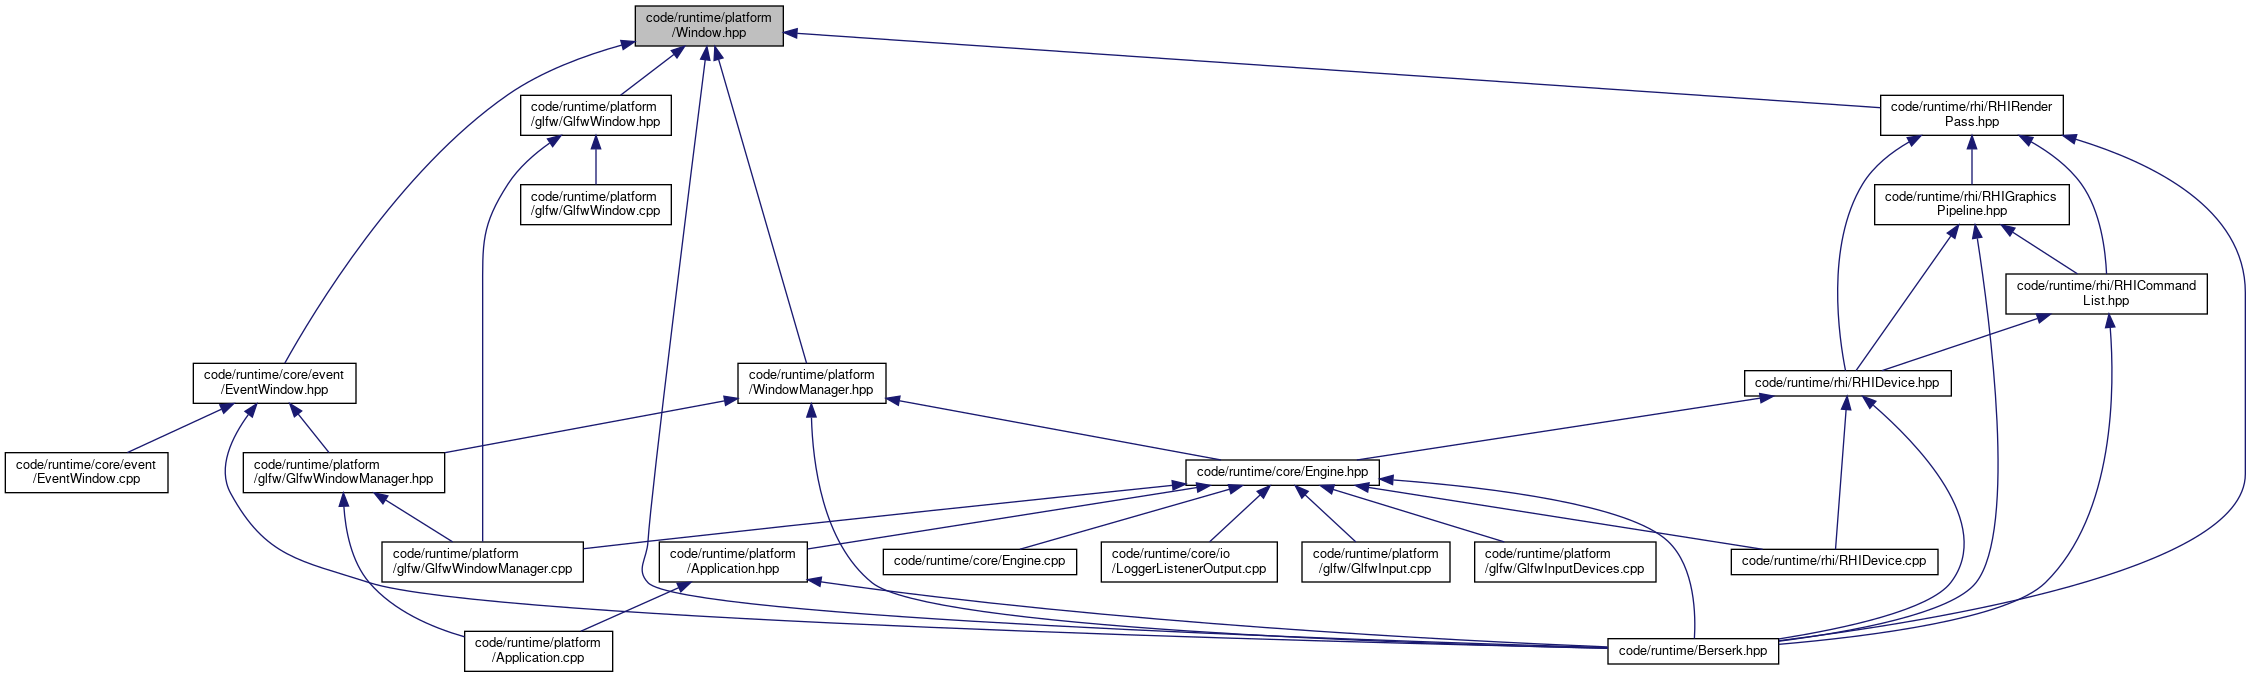 code/runtime/platform
/Window.hpp
code/runtime/platform
/glfw/GlfwWindow.hpp
code/runtime/rhi/RHIRender
Pass.hpp
code/runtime/platform
/glfw/GlfwWindow.cpp
code/runtime/rhi/RHIGraphics
Pipeline.hpp
code/runtime/rhi/RHICommand
List.hpp
code/runtime/core/event
/EventWindow.hpp
code/runtime/platform
/WindowManager.hpp
code/runtime/rhi/RHIDevice.hpp
code/runtime/core/event
/EventWindow.cpp
code/runtime/platform
/glfw/GlfwWindowManager.hpp
code/runtime/core/Engine.hpp
code/runtime/platform
/glfw/GlfwWindowManager.cpp
code/runtime/platform
/Application.hpp
code/runtime/core/Engine.cpp
code/runtime/core/io
/LoggerListenerOutput.cpp
code/runtime/platform
/glfw/GlfwInput.cpp
code/runtime/platform
/glfw/GlfwInputDevices.cpp
code/runtime/rhi/RHIDevice.cpp
code/runtime/platform
/Application.cpp
code/runtime/Berserk.hpp